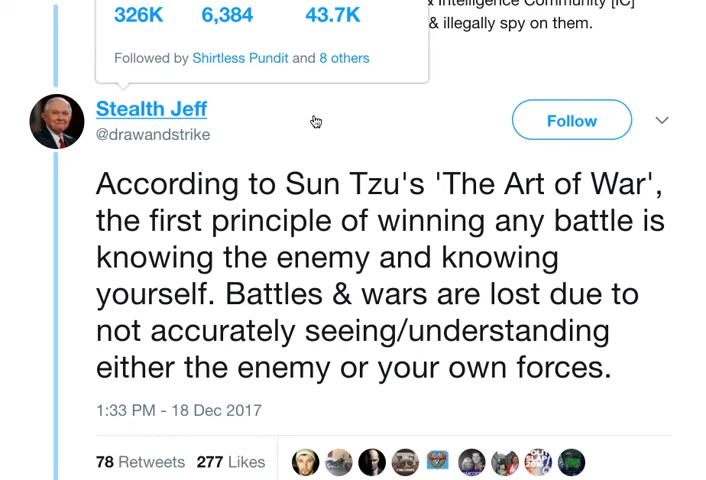 & Intelligence Community [IC]
326K 6,384 43.7K
& illegally spy on them.
Followed by Shirtless Pundit and 8 others
Stealth Jeff
@drawandstrike
Follow
According to Sun Tzu's 'The Art of War',
the first principle of winning any battle is
knowing the enemy and knowing
yourself. Battles & wars are lost due to
not accurately seeing/understanding
either the enemy or your own forces.
1:33 PM - 18 Dec 2017
78 Retweets 277 Likes